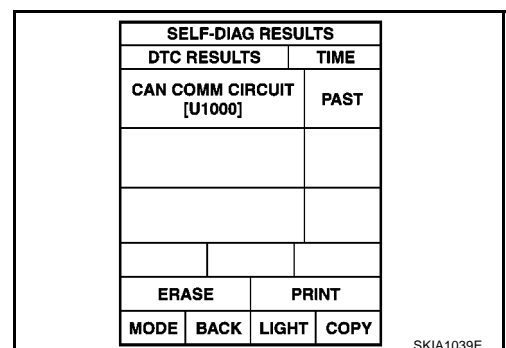 SELF-DIAG RESULTS
DTC RESULTS TIME
CAN COMM CIRCUIT
[U1000]
PAST
ERASE PRINT
MODE BACK LIGHT COPY
SKIA1039E